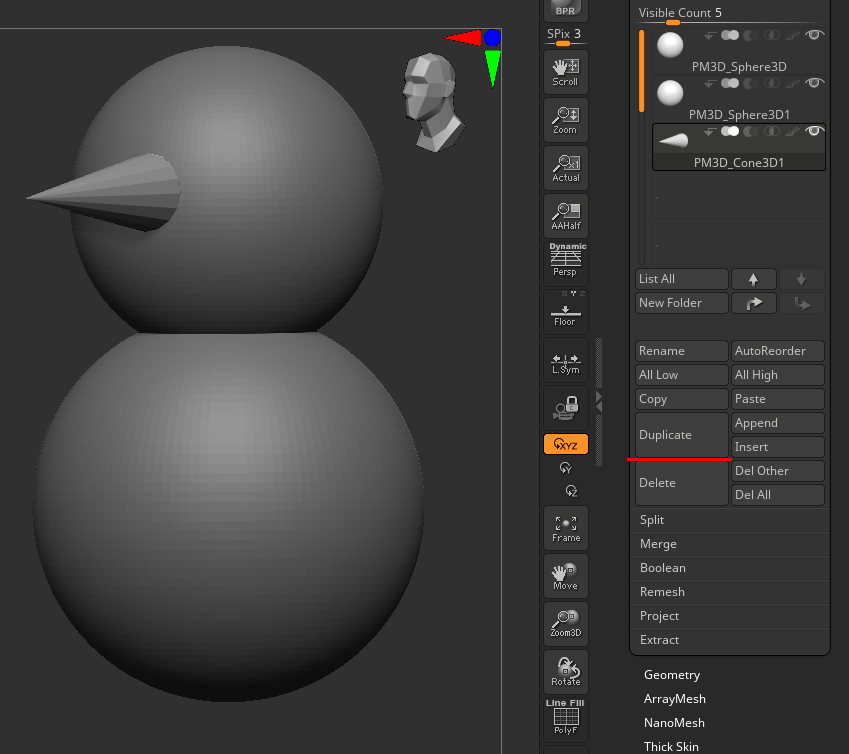 BPR
SPix 3
Scroll
Zoom
Actual
AAHalf
Dynamic
Persp
Floor
L.Sym
XYZ
Y
Z
Frame
Move
Zoom3D
Rotate
Line Fill
PolyF
Visible Count 5
PM3D_Sphere3D
PM3D_Sphere3D1
PM3D_Cone3D1
List All
New Folder
Rename AutoReorder
All Low All High
Copy Paste
Duplicate Append
Insert
Delete Del Other
Del All
Split
Merge
Boolean
Remesh
Project
Extract
Geometry
ArrayMesh
NanoMesh
Thick Skin